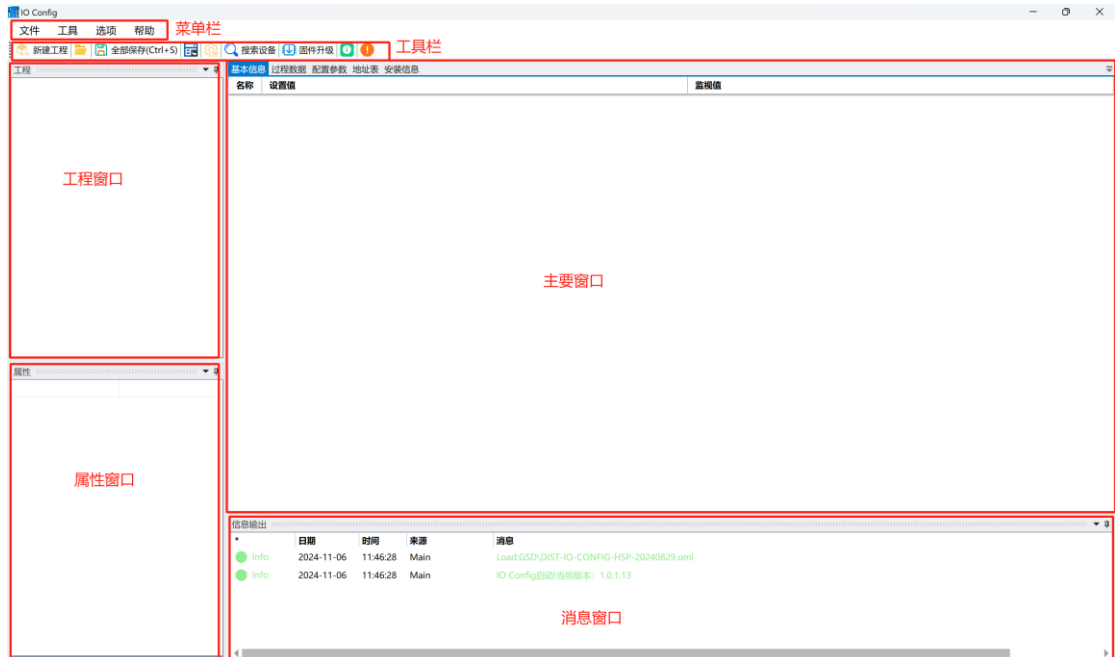 IO Config
文件 工具 选项 帮助 菜单栏
新建工程 全部保存(Ctrl+S) 搜索设备 固件升级 工具栏
工程
基本信息 过程数据 配置参数 地址表 安装信息
名称 设置值 监视值
工程窗口
主要窗口
属性
属性窗口
信息输出
* 日期 时间 来源 消息
Info 2024-11-06 11:46:28 Main Load:GSD\DIST-IO-CONFIG-HSP-20240829.oml
Info 2024-11-06 11:46:28 Main IO Config启动!当前版本：1.0.1.13
消息窗口